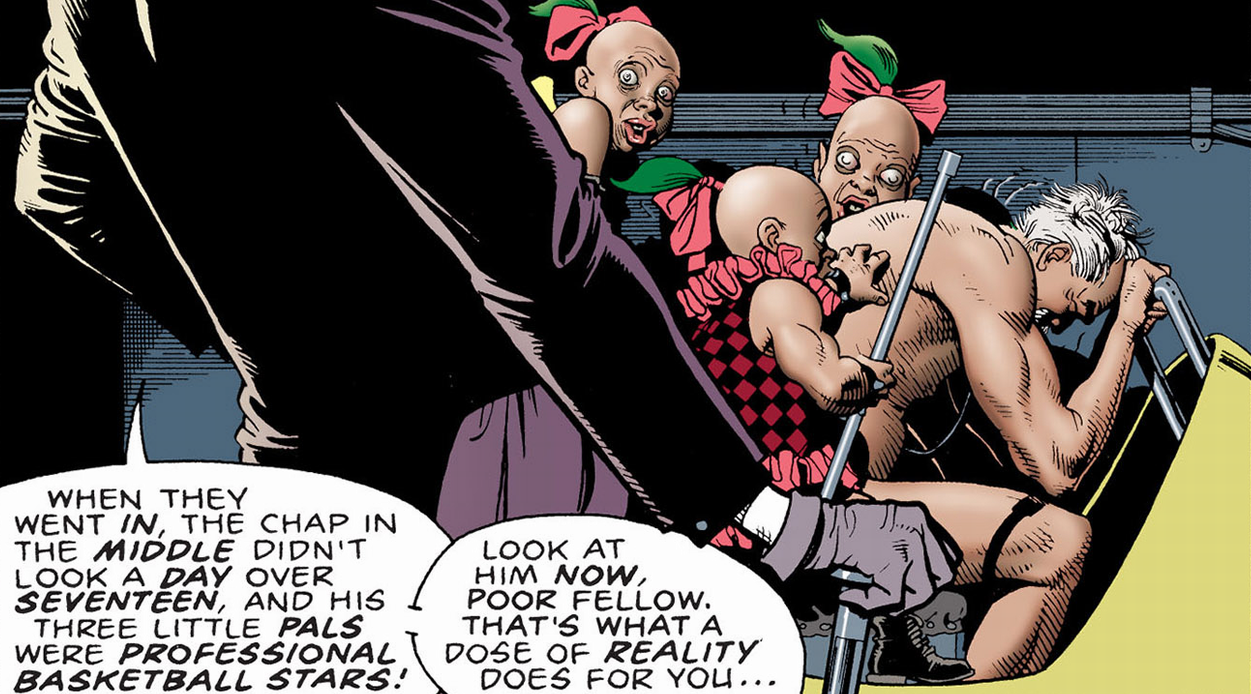 WHEN THEY
WENT IN, THE CHAP IN
THE MIDDLE DIDN'T
LOOK A DAY OVER
SEVENTEEN, AND HIS
THREE LITTLE PALS
WERE PROFESSIONAL
BASKETBALL STARS!
LOOK AT
HIM NOW,
POOR FELLOW.
THAT'S WHAT A
DOSE OF REALITY
DOES FOR YOU...